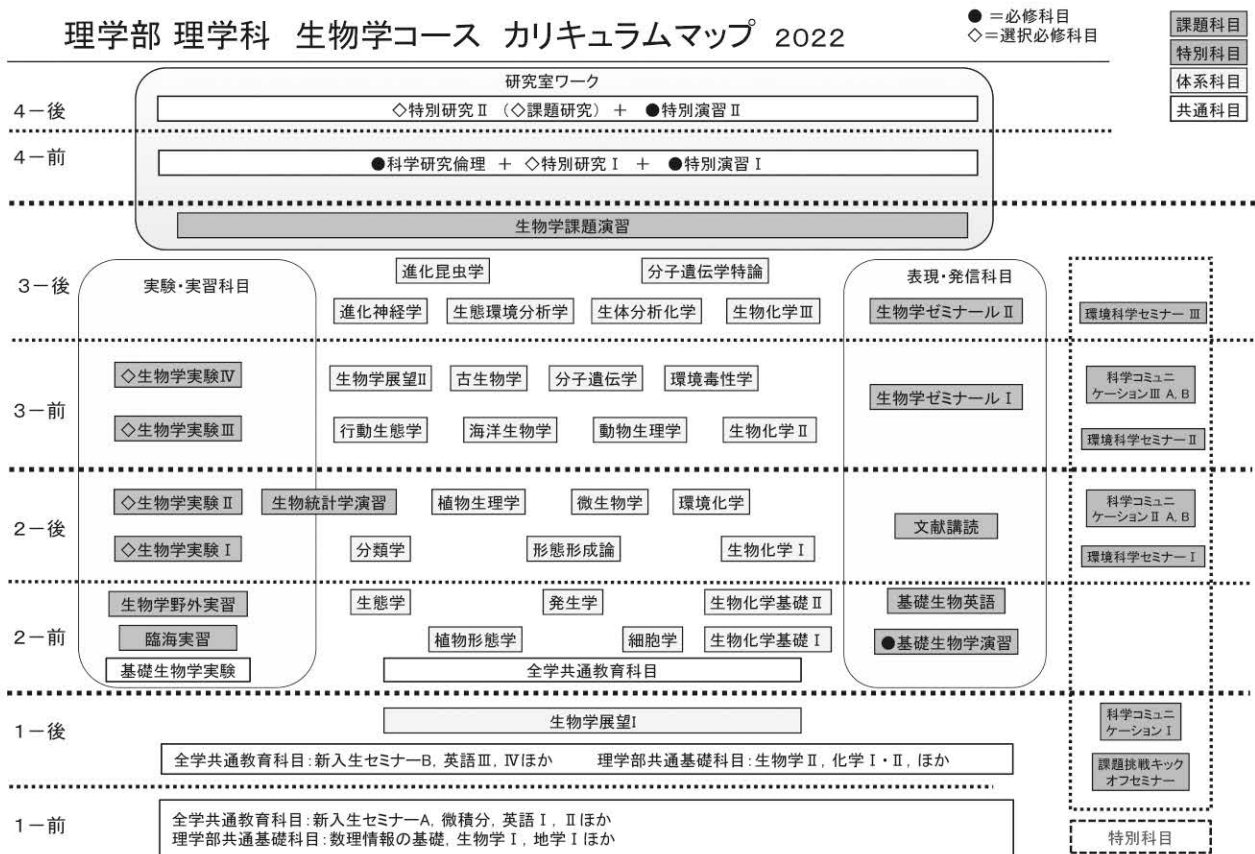 理学部 理学科 生物学コース カリキュラムマップ 2022
● =必修科目
◇=選択必修科目
課題科目
特別科目
体系科目
共通科目
研究室ワーク
4-後
◇特別研究Ⅱ (◇課題研究) + ●特別演習Ⅱ
4-前
●科学研究倫理 + ◇特別研究Ⅰ + ●特別演習Ⅰ
生物学課題演習
3-後
実験・実習科目
進化昆虫学
分子遺伝学特論
表現・発信科目
進化神経学
生態環境分析学
生体分析化学
生物化学Ⅲ
生物学ゼミナールⅡ
環境科学セミナー Ⅲ
3-前
◇生物学実験Ⅳ
生物学展望Ⅱ
古生物学
分子遺伝学
環境毒性学
生物学ゼミナールⅠ
科学コミュニ
ケーションⅢ A, B
◇生物学実験Ⅲ
行動生態学
海洋生物学
動物生理学
生物化学Ⅱ
環境科学セミナーⅡ
2-後
◇生物学実験Ⅱ
生物統計学演習
植物生理学
微生物学
環境化学
文献講読
科学コミュニ
ケーションⅡ A, B
◇生物学実験Ⅰ
分類学
形態形成論
生物化学Ⅰ
環境科学セミナーⅠ
2-前
生物学野外実習
生態学
発生学
生物化学基礎Ⅱ
基礎生物英語
臨海実習
植物形態学
細胞学
生物化学基礎Ⅰ
●基礎生物学演習
基礎生物学実験
全学共通教育科目
1-後
生物学展望Ⅰ
科学コミュニ
ケーションⅠ
全学共通教育科目:新入生セミナーB, 英語Ⅲ, Ⅳほか 理学部共通基礎科目:生物学Ⅱ, 化学Ⅰ・Ⅱ, ほか
課題挑戦キック
オフセミナー
1-前
全学共通教育科目:新入生セミナーA, 微積分, 英語Ⅰ, Ⅱほか
理学部共通基礎科目:数理情報の基礎, 生物学Ⅰ, 地学Ⅰほか
特別科目